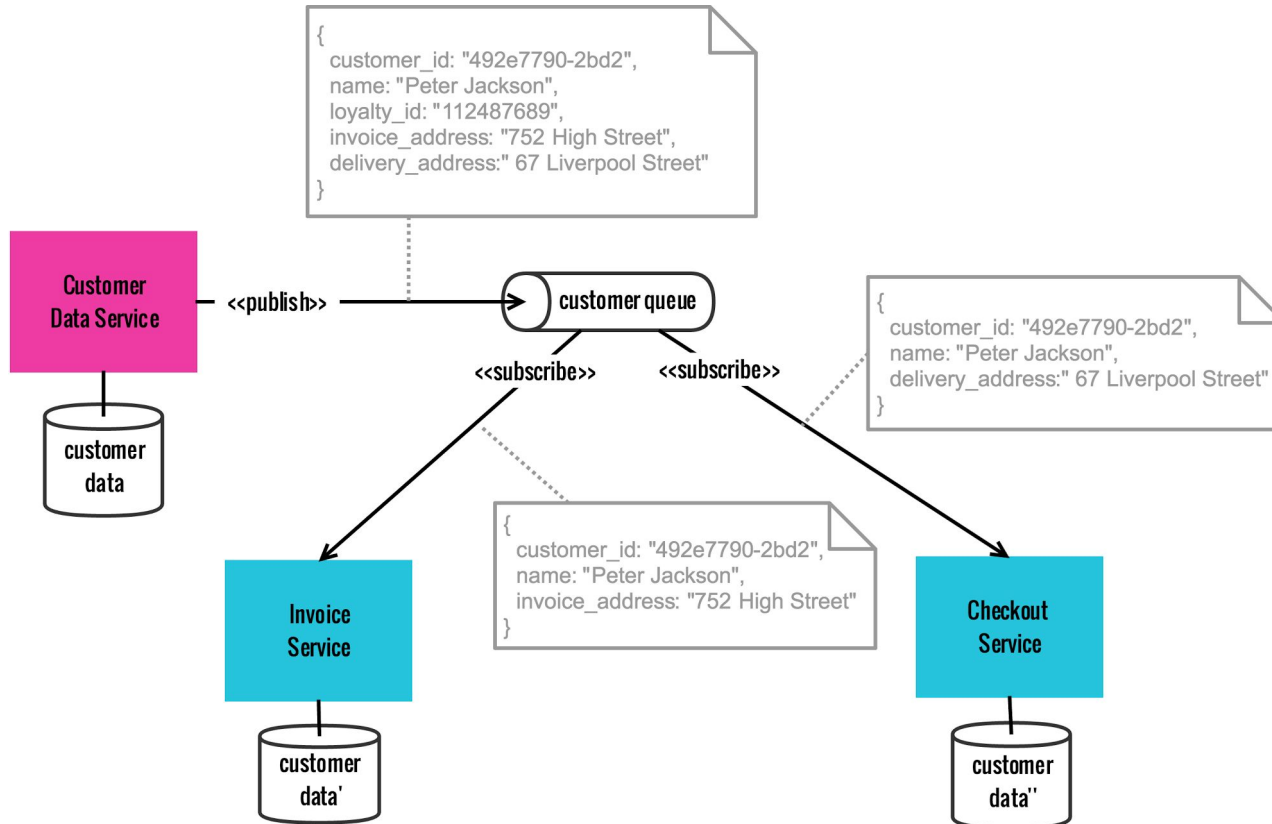 {
customer_id: "492e7790-2bd2",
name: "Peter Jackson",
loyalty_id: "112487689",
invoice_address: "752 High Street",
delivery_address:" 67 Liverpool Street"
}
Customer
Data Service
<<publish>>
customer queue
{
customer_id: "492e7790-2bd2",
name: "Peter Jackson",
delivery_address:" 67 Liverpool Street"
}
<<subscribe>>
<<subscribe>>
customer
data
{
customer_id: "492e7790-2bd2",
name: "Peter Jackson",
invoice_address: "752 High Street"
}
Invoice
Service
Checkout
Service
customer
data'
customer
data''